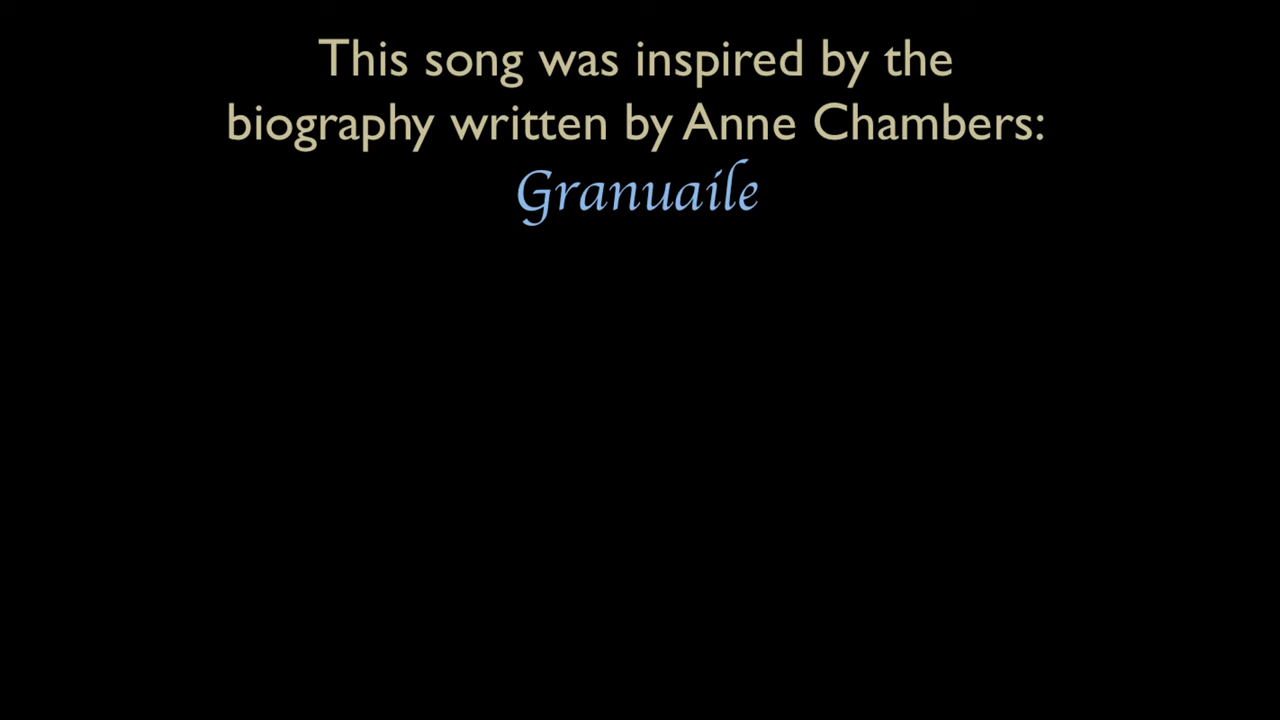 This song was inspired by the
biography written by Anne Chambers:
Granuaile